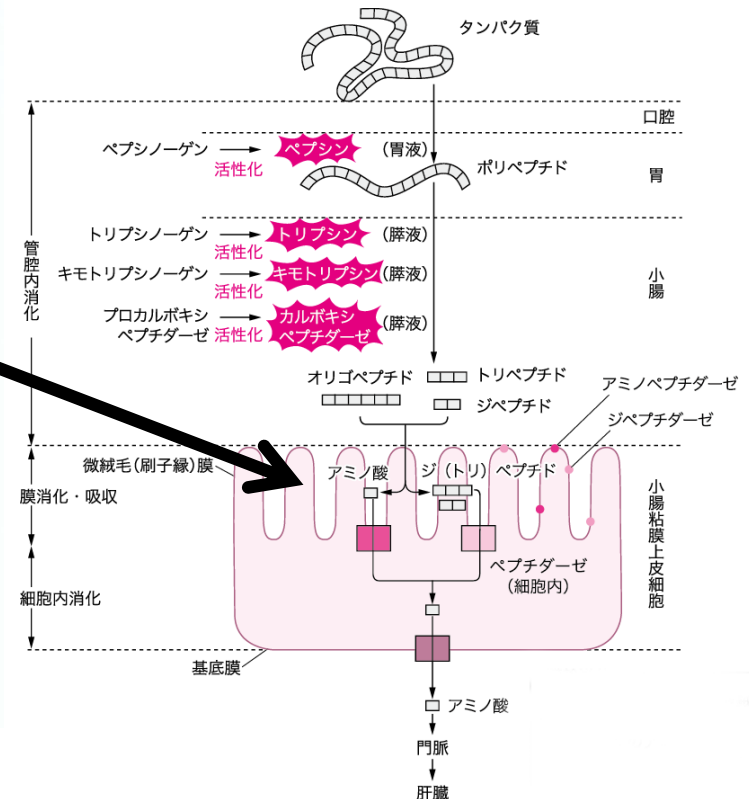 タンパク質
口腔
ペプシノーゲン
活性化
ペプシン
(胃液)
ポリペプチド
胃
トリプシノーゲン
活性化
トリプシン
(膵液)
キモトリプシノーゲン
活性化
キモトリプシン
(膵液)
プロカルボキシ
ペプチダーゼ
活性化
カルボキシ
ペプチダーゼ
(膵液)
小腸
管腔内消化
オリゴペプチド
トリペプチド
ジペプチド
アミノペプチダーゼ
ジペプチダーゼ
微絨毛(刷子縁)膜
アミノ酸
ジ(トリ)ペプチド
膜消化・吸収
小腸粘膜上皮細胞
ペプチダーゼ
(細胞内)
細胞内消化
基底膜
アミノ酸
門脈
肝臓